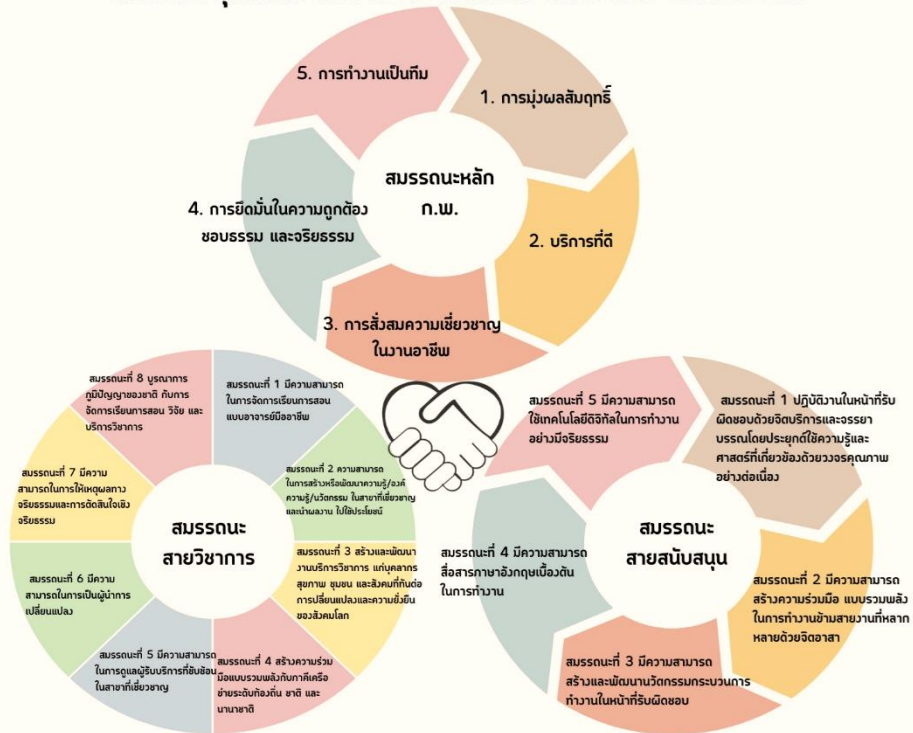 5. การทำงานเป็นทีม
1. การมุ่งผลสัมฤทธิ์
สมรรถนะหลัก
ก.พ.
4. การยึดมั่นในความถูกต้อง
ชอบธรรม และจริยธรรม
2. บริการที่ดี
3. การสั่งสมความเชี่ยวชาญ
ในงานอาชีพ
สมรรถนะที่ 8 บูรณาการ
ภูมิปัญญาของชาติ กับการ
จัดการเรียนการสอน วิจัย และ
บริการวิชาการ
สมรรถนะที่ 1 มีความสามารถ
ในการจัดการเรียนการสอน
แบบอาจารย์มืออาชีพ
สมรรถนะที่ 7 มีความ
สามารถในการให้เหตุผลทาง
จริยธรรมและการตัดสินใจเชิง
จริยธรรม
สมรรถนะที่ 2 ความสามารถ
ในการสร้างหรือพัฒนาความรู้/องค์
ความรู้/นวัตกรรม ในสาขาที่เชี่ยวชาญ
และนำผลงาน ไปใช้ประโยชน์
สมรรถนะ
สายวิชาการ
สมรรถนะที่ 3 สร้างและพัฒนา
งานบริการวิชาการ แก่บุคลากร
สุขภาพ ชุมชน และสังคมที่ทันต่อ
การเปลี่ยนแปลงและความยั่งยืน
ของสังคมโลก
สมรรถนะที่ 6 มีความ
สามารถในการเป็นผู้นำการ
เปลี่ยนแปลง
สมรรถนะที่ 5 มีความสามารถ
ในการดูแลผู้รับบริการที่ซับซ้อน
ในสาขาที่เชี่ยวชาญ
สมรรถนะที่ 4 สร้างความร่วม
มือแบบรวมพลังกับภาคีเครือ
ข่ายระดับท้องถิ่น ชาติ และ
นานาชาติ
สมรรถนะที่ 5 มีความสามารถ
ใช้เทคโนโลยีดิจิทัลในการทำงาน
อย่างมีจริยธรรม
สมรรถนะที่ 1 ปฏิบัติงานในหน้าที่รับ
ผิดชอบด้วยจิตบริการและจรรยา
บรรณโดยประยุกต์ใช้ความรู้และ
ศาสตร์ที่เกี่ยวข้องด้วยวงจรคุณภาพ
อย่างต่อเนื่อง
สมรรถนะ
สายสนับสนุน
สมรรถนะที่ 4 มีความสามารถ
สื่อสารภาษาอังกฤษเบื้องต้น
ในการทำงาน
สมรรถนะที่ 2 มีความสามารถ
สร้างความร่วมมือ แบบรวมพลัง
ในการทำงานข้ามสายงานที่หลาก
หลายด้วยจิตอาสา
สมรรถนะที่ 3 มีความสามารถ
สร้างและพัฒนานวัตกรรมกระบวนการ
ทำงานในหน้าที่รับผิดชอบ